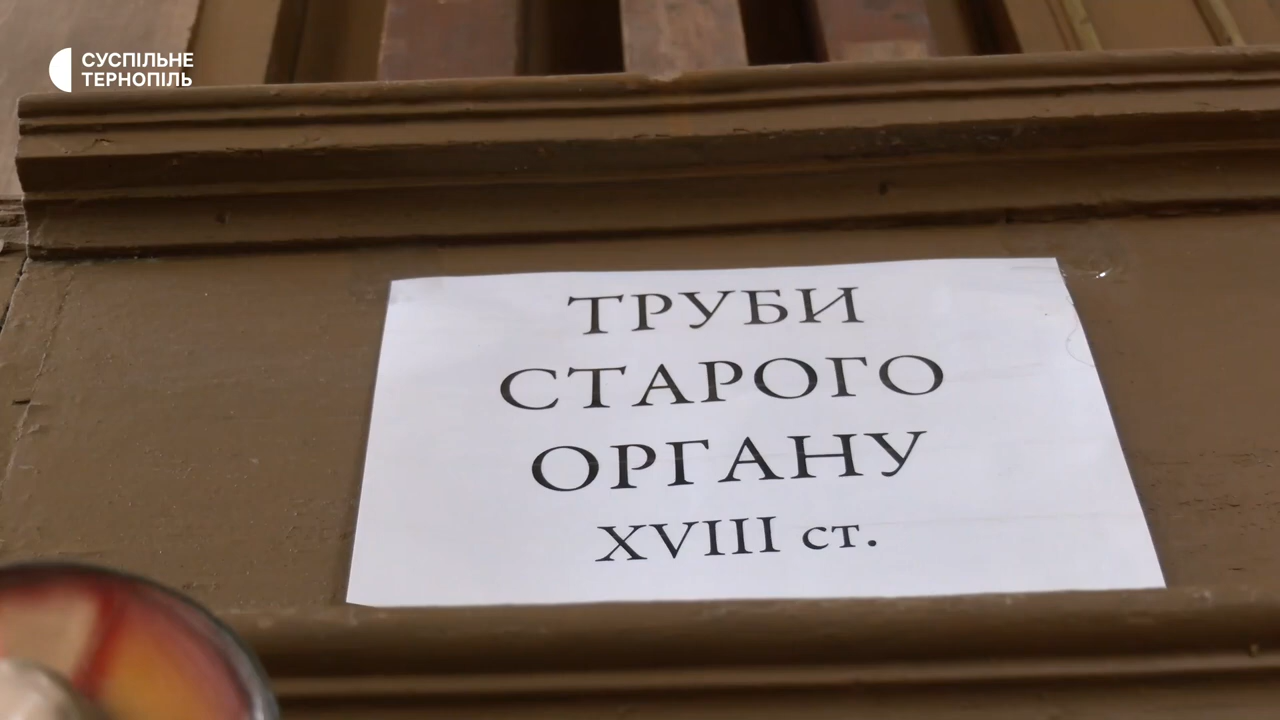 СУСПІЛЬНЕ
ТЕРНОПІЛЬ
ТРУБИ
СТАРОГО
ОРГАНУ
XVIII ст.